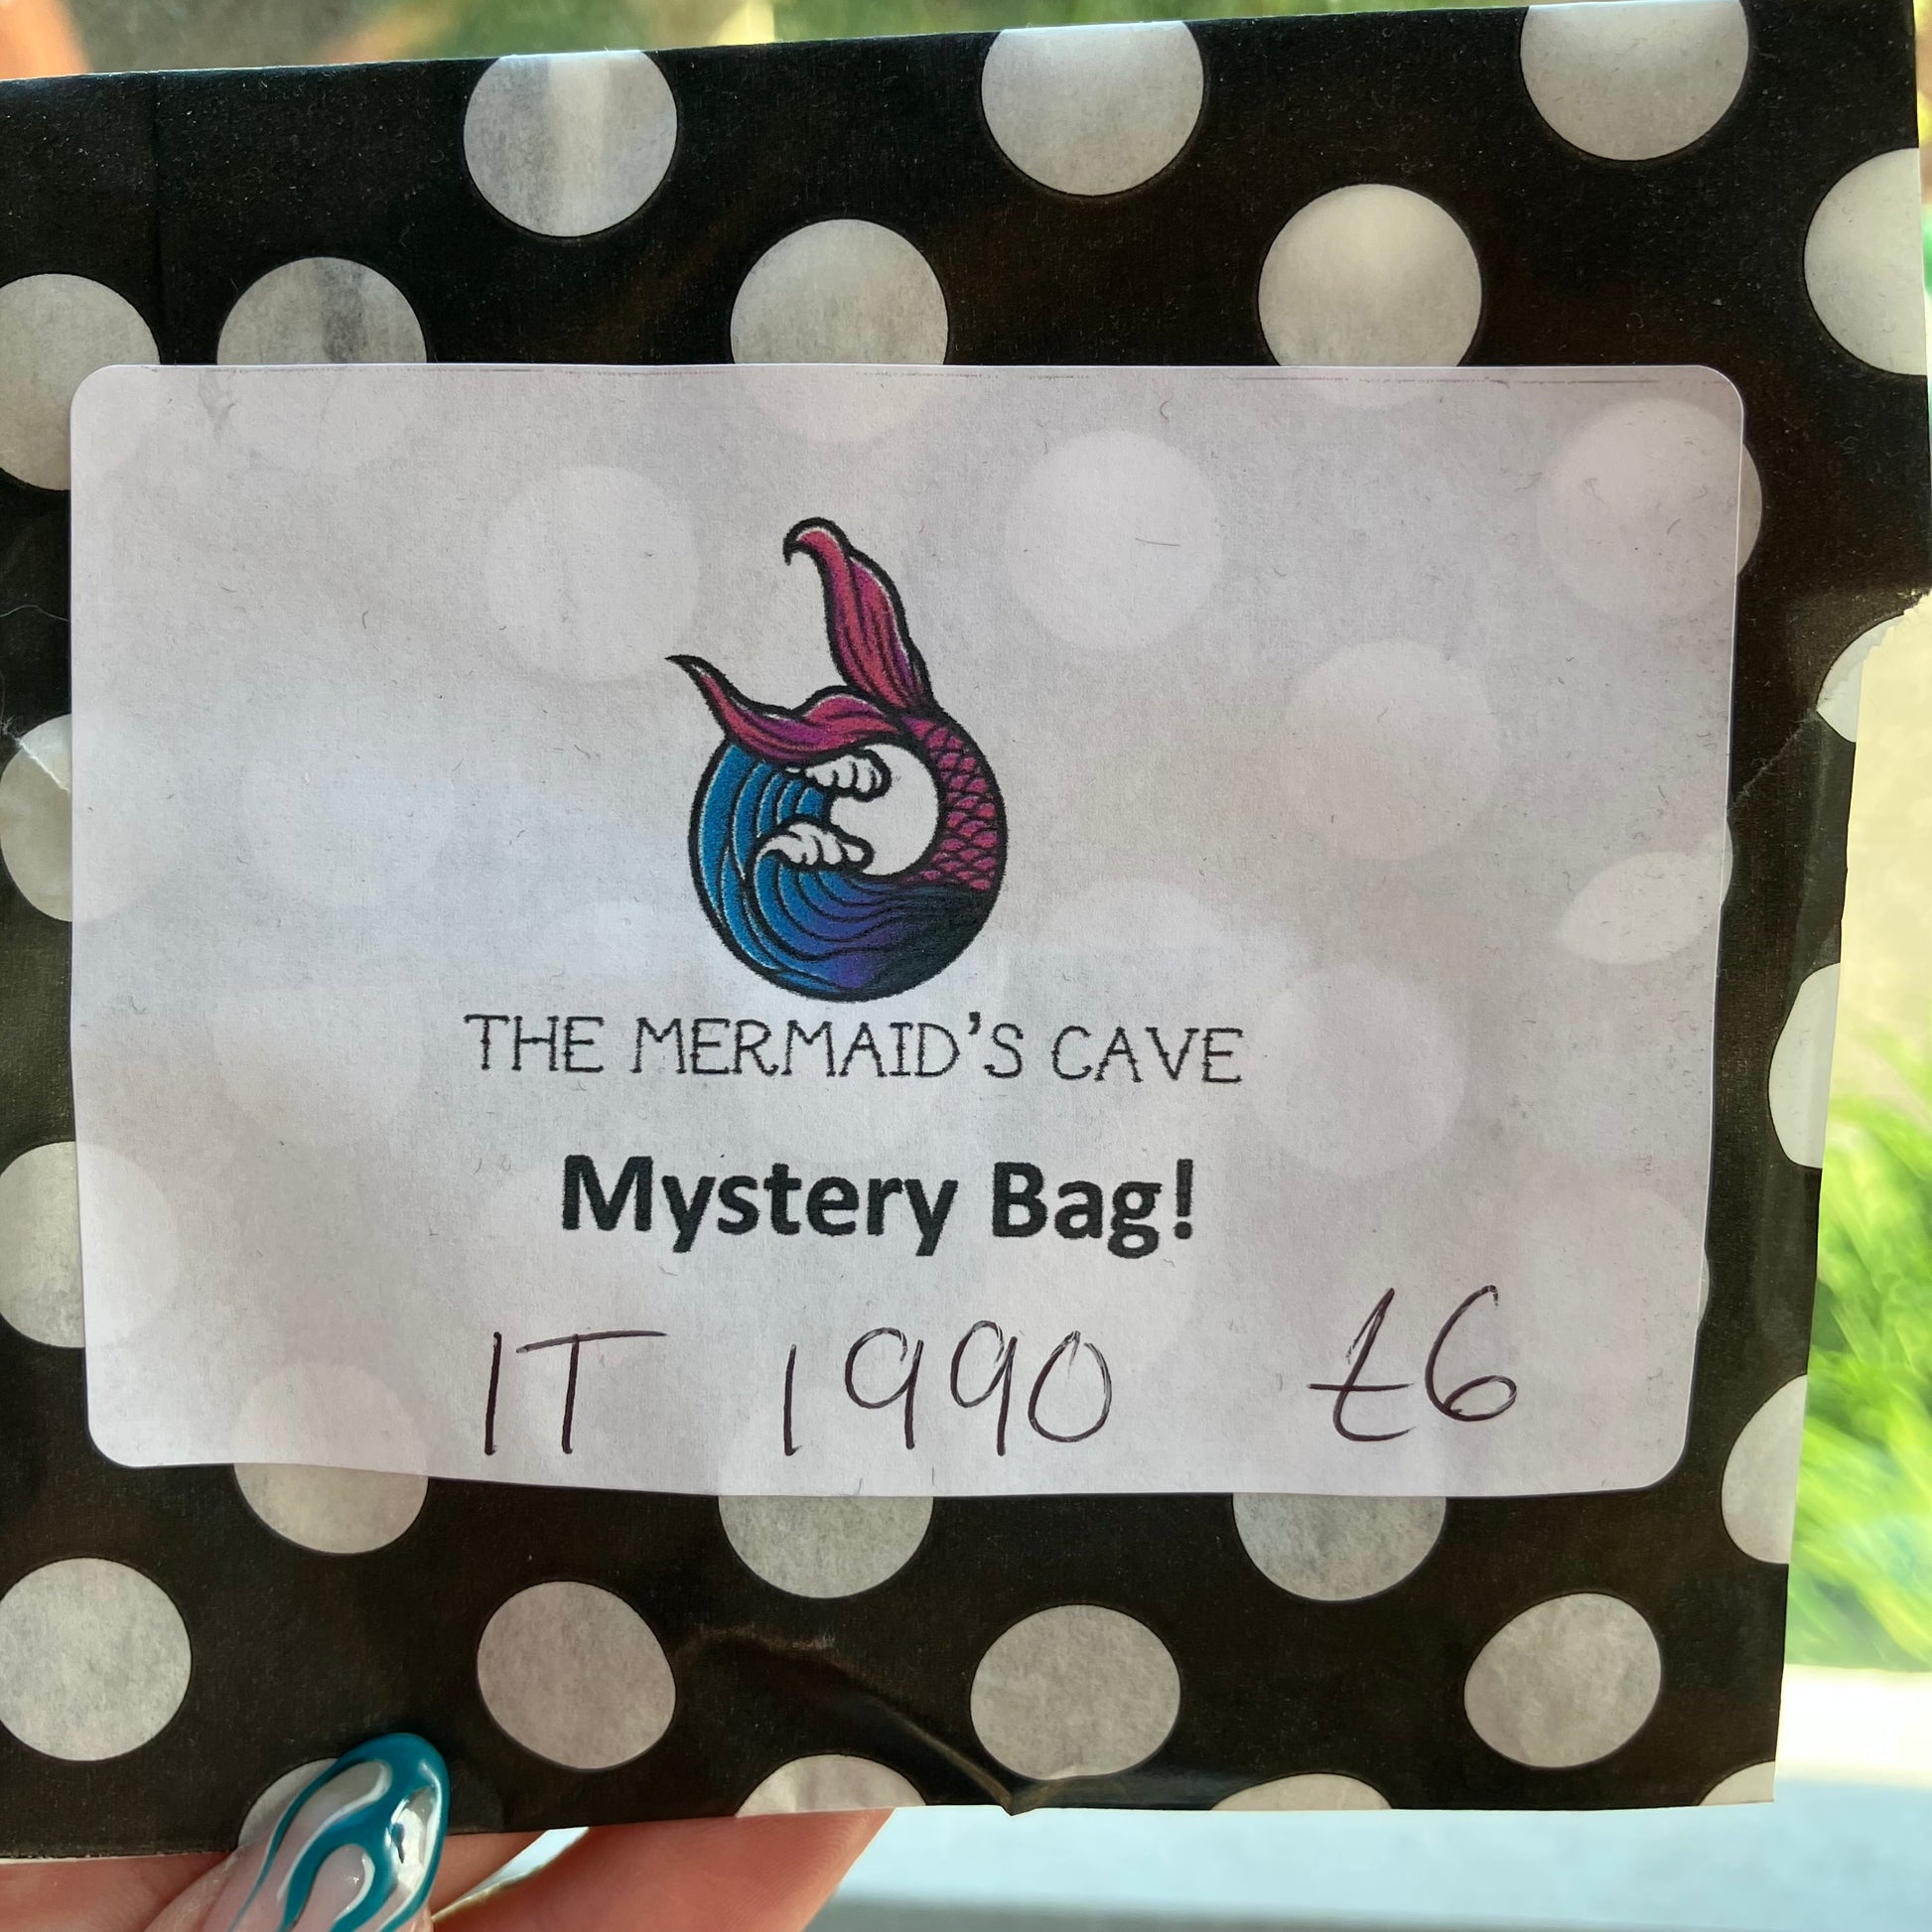 THE MERMAID'S CAVE
Mystery Bag!
IT 1990 £6